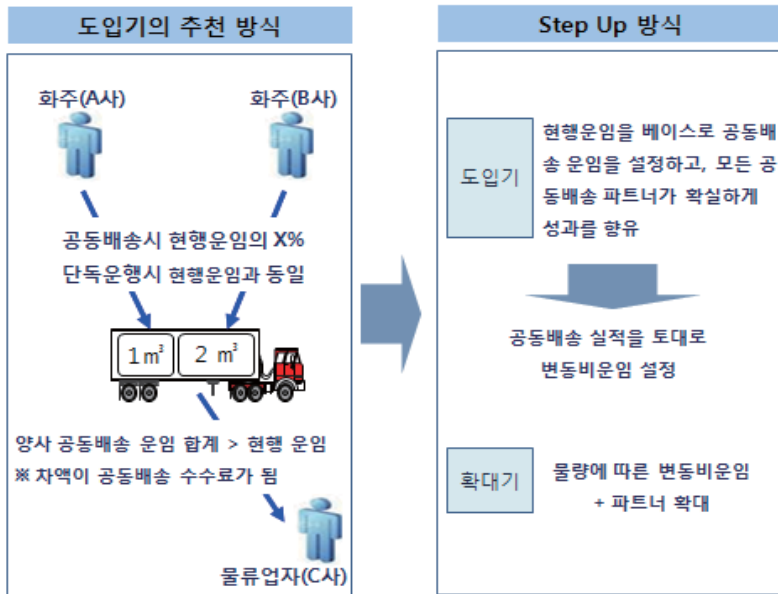 도입기의 추천 방식
화주(A사)
화주(B사)
공동배송시 현행운임의 X%
단독운행시 현행운임과 동일
1㎥
2 ㎥
양사 공동배송 운임 합계 > 현행 운임
※ 차액이 공동배송 수수료가 됨
물류업자(C사)
Step Up 방식
도입기
현행운임을 베이스로 공동배
송 운임을 설정하고, 모든 공
동배송 파트너가 확실하게
성과를 향유
공동배송 실적을 토대로
변동비운임 설정
확대기
물량에 따른 변동비운임
+ 파트너 확대